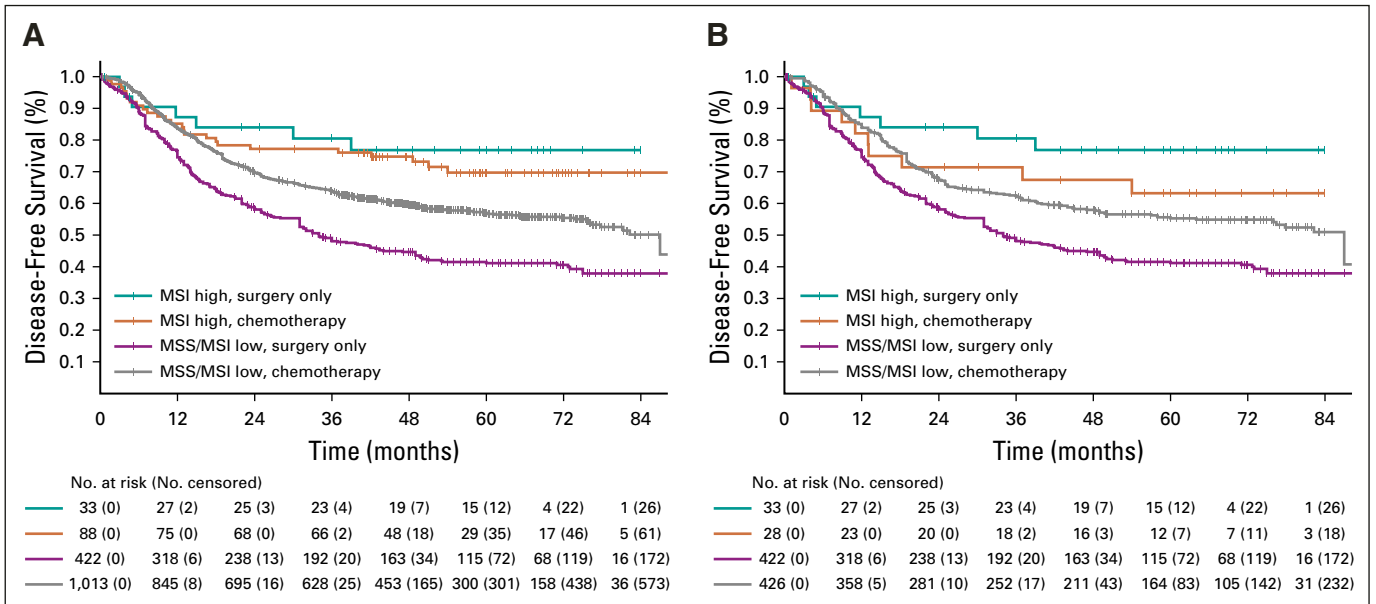 A
Disease-Free Survival (%)
1.0
0.9
0.8
0.7
0.6
0.5
0.4
0.3
0.2
0.1
MSI high, surgery only
MSI high, chemotherapy
MSS/MSI low, surgery only
MSS/MSI low, chemotherapy
0 12 24 36 48 60 72 84
Time (months)
No. at risk (No. censored)
33 (0) 27 (2) 25 (3) 23 (4) 19 (7) 15 (12) 4 (22) 1 (26)
88 (0) 75 (0) 68 (0) 66 (2) 48 (18) 29 (35) 17 (46) 5 (61)
422 (0) 318 (6) 238 (13) 192 (20) 163 (34) 115 (72) 68 (119) 16 (172)
1,013 (0) 845 (8) 695 (16) 628 (25) 453 (165) 300 (301) 158 (438) 36 (573)
B
Disease-Free Survival (%)
1.0
0.9
0.8
0.7
0.6
0.5
0.4
0.3
0.2
0.1
MSI high, surgery only
MSI high, chemotherapy
MSS/MSI low, surgery only
MSS/MSI low, chemotherapy
0 12 24 36 48 60 72 84
Time (months)
No. at risk (No. censored)
33 (0) 27 (2) 25 (3) 23 (4) 19 (7) 15 (12) 4 (22) 1 (26)
28 (0) 23 (0) 20 (0) 18 (2) 16 (3) 12 (7) 7 (11) 3 (18)
422 (0) 318 (6) 238 (13) 192 (20) 163 (34) 115 (72) 68 (119) 16 (172)
426 (0) 358 (5) 281 (10) 252 (17) 211 (43) 164 (83) 105 (142) 31 (232)